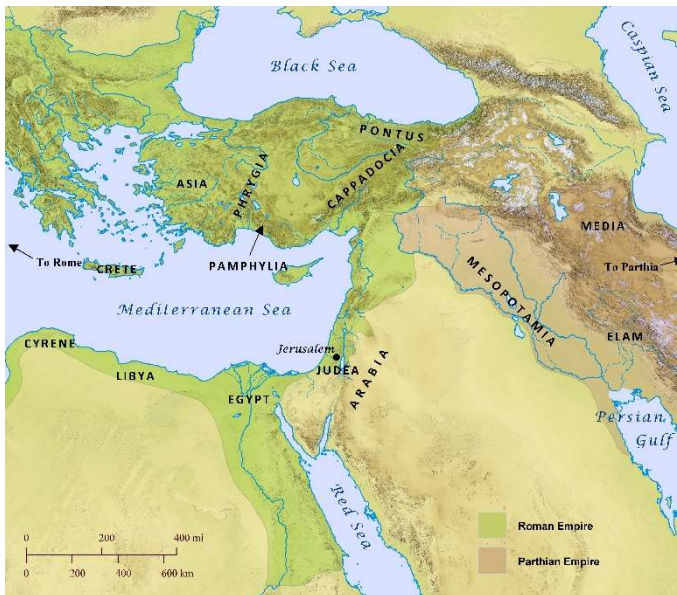 Black Sea
Caspian Sea
PONTUS
CAPPADOCIA
PHRYGIA
ASIA
MEDIA
To Rome
CRETE
PAMPHYLIA
To Parthia
MESOPOTAMIA
Mediterranean Sea
CYRENE
Jerusalem
JUDEA
ELAM
LIBYA
ARABIA
EGYPT
Persian
Gulf
Red Sea
Roman Empire
Parthian Empire
0 200 400 mi
0 200 400 600 km